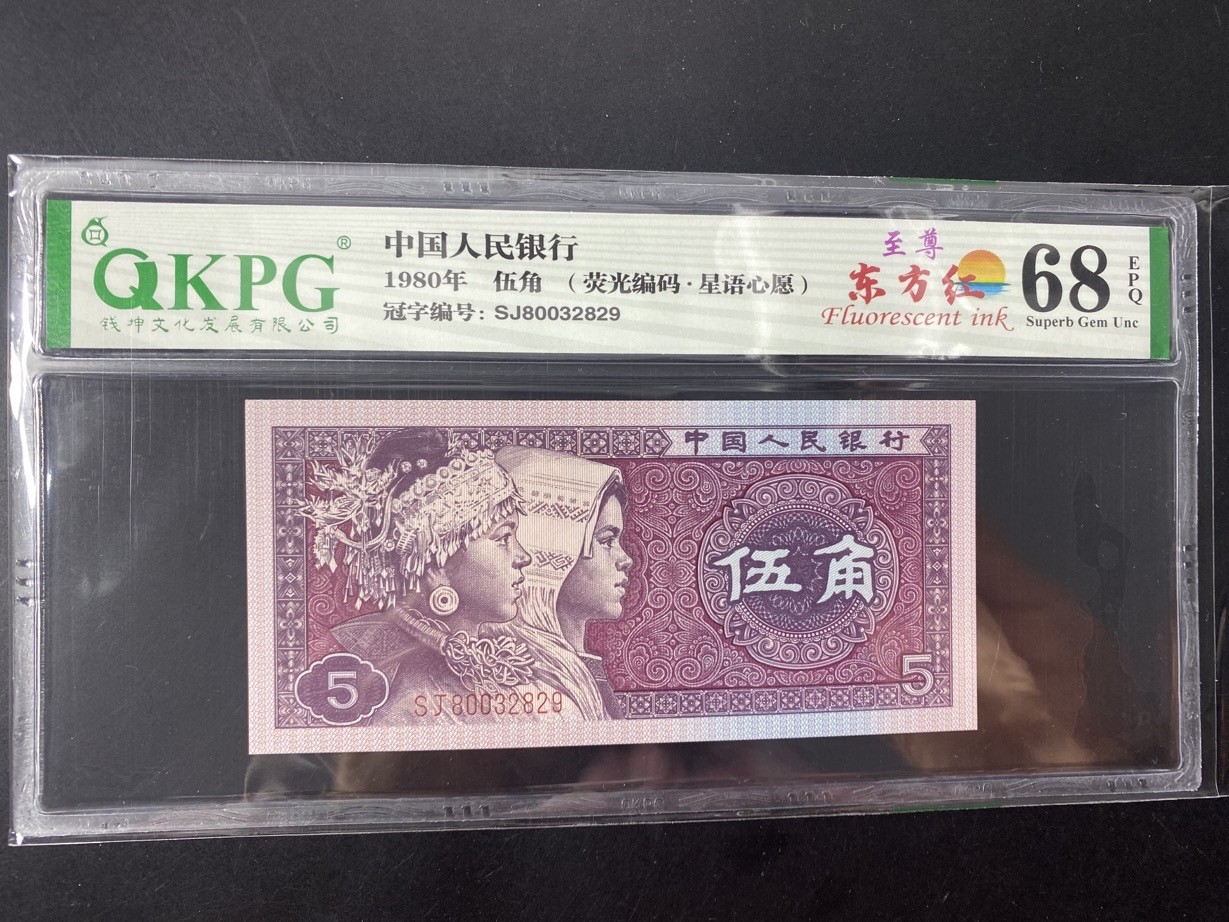 QKPG®
钱坤文化发展有限公司
中国人民银行
1980年 伍角 （荧光编码·星语心愿）
冠字编号: SJ80032829
至尊
东方红
Fluorescent ink
68
EPQ
Superb Gem Unc
中国人民银行
伍角
5
SJ80032829
5